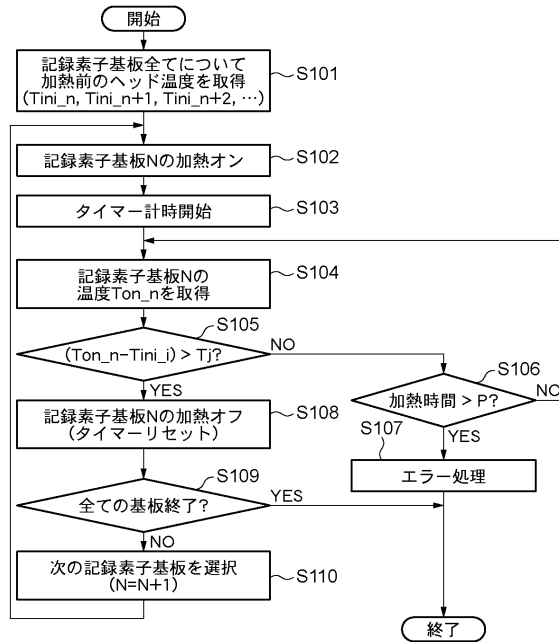 開始
記録素子基板全てについて
加熱前のヘッド温度を取得
(Tini_n, Tini_n+1, Tini_n+2, …)
S101
記録素子基板Nの加熱オン
S102
タイマー計時開始
S103
記録素子基板Nの
温度Ton_nを取得
S104
S105
(Ton_n−Tini_i) > Tj?
NO
YES
S106
加熱時間 > P?
NO
YES
S107
エラー処理
記録素子基板Nの加熱オフ
(タイマーリセット)
S108
S109
全ての基板終了?
YES
NO
次の記録素子基板を選択
(N=N+1)
S110
終了